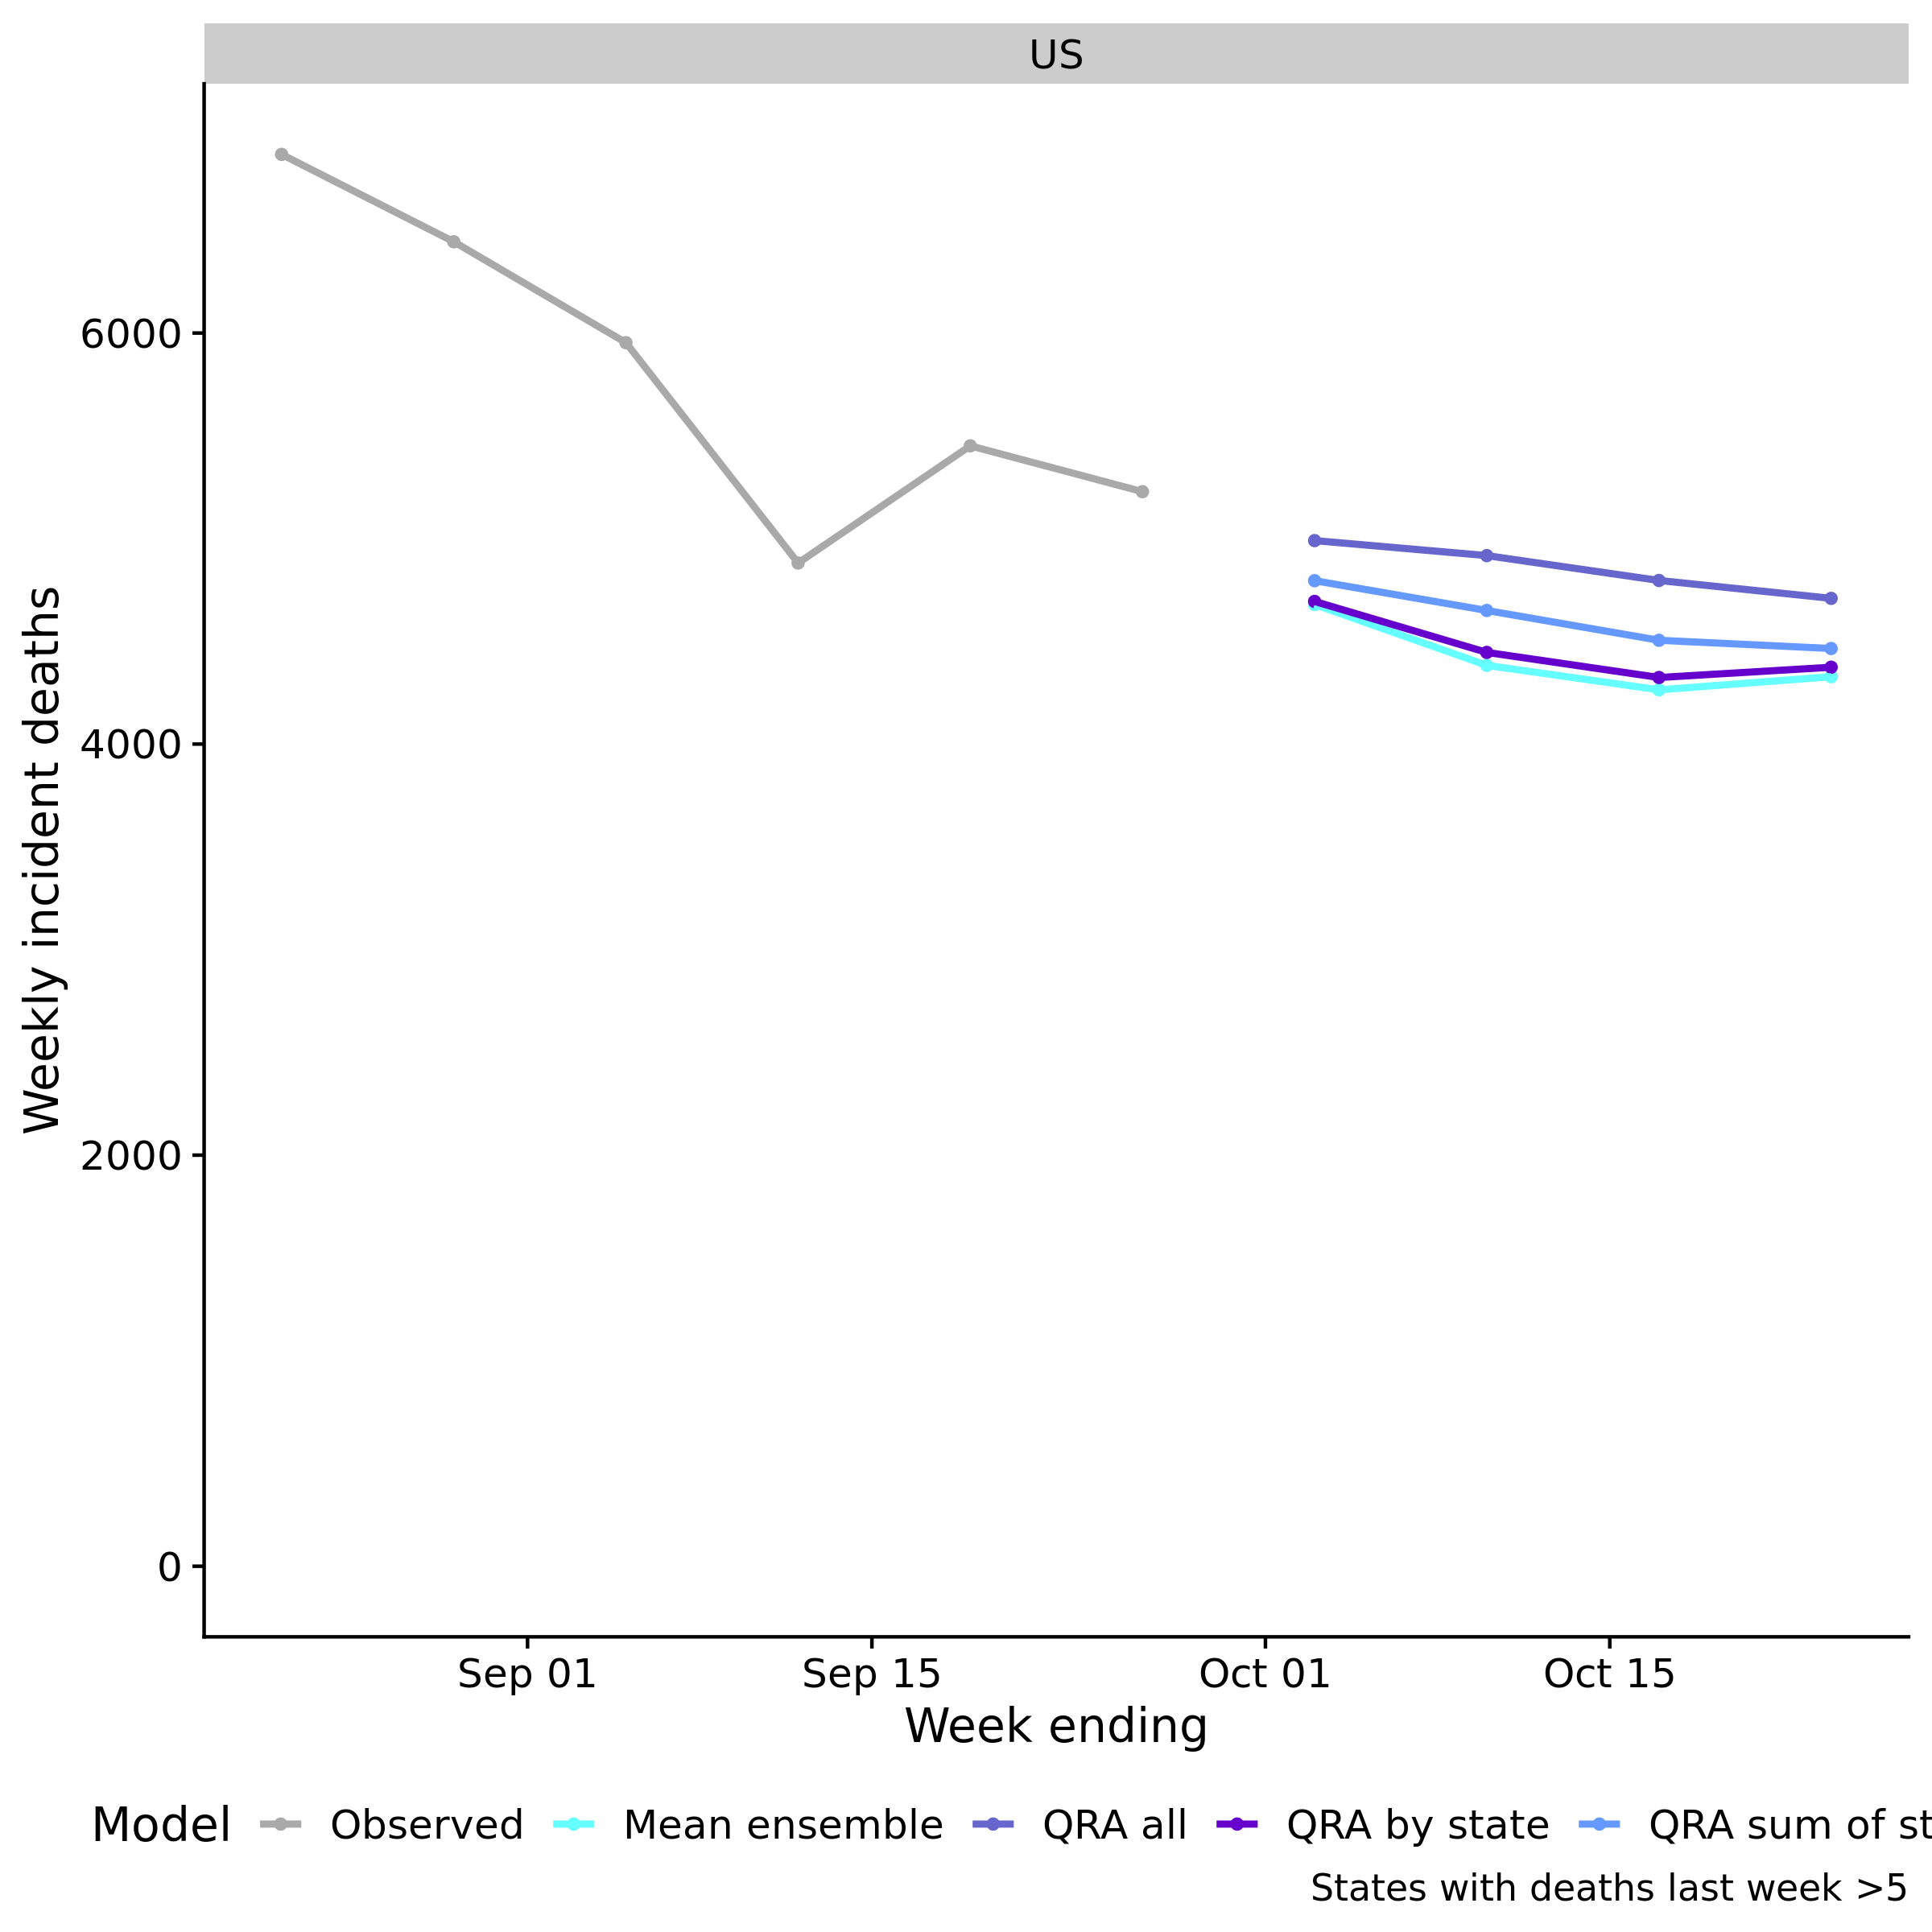 US
Weekly incident deaths
6000
4000
2000
0
Sep 01 Sep 15 Oct 01 Oct 15
Week ending
Model Observed Mean ensemble QRA all QRA by state QRA sum of st
States with deaths last week >5